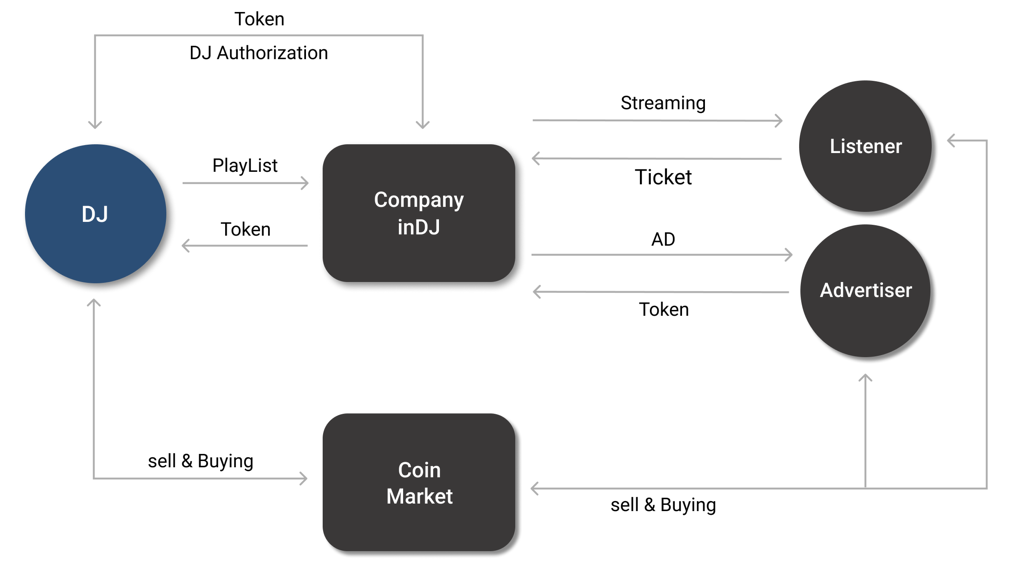 Token
DJ Authorization
Streaming
Listener
PlayList
Ticket
Company
inDJ
DJ
Token
AD
Advertiser
Token
sell & Buying
Coin
Market
sell & Buying